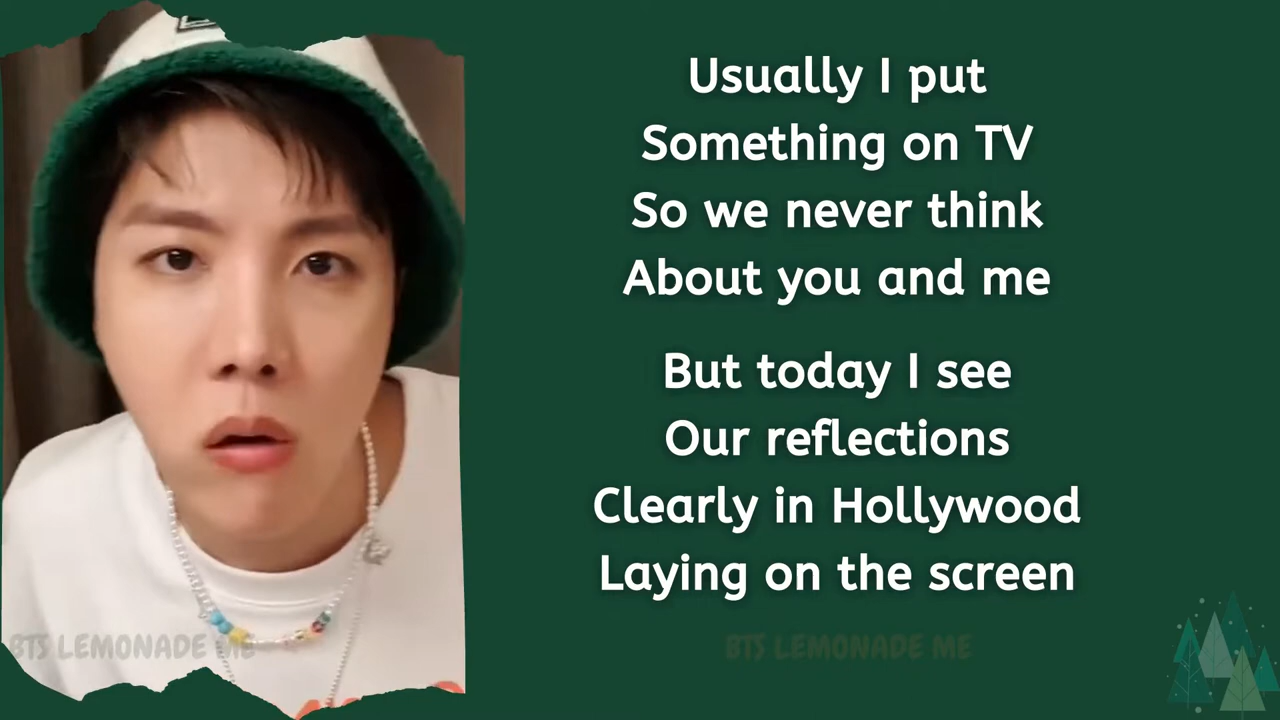 Usually I put
Something on TV
So we never think
About you and me
But today I see
Our reflections
Clearly in Hollywood
Laying on the screen
BTS LEMONADE ME
BTS LEMONADE ME